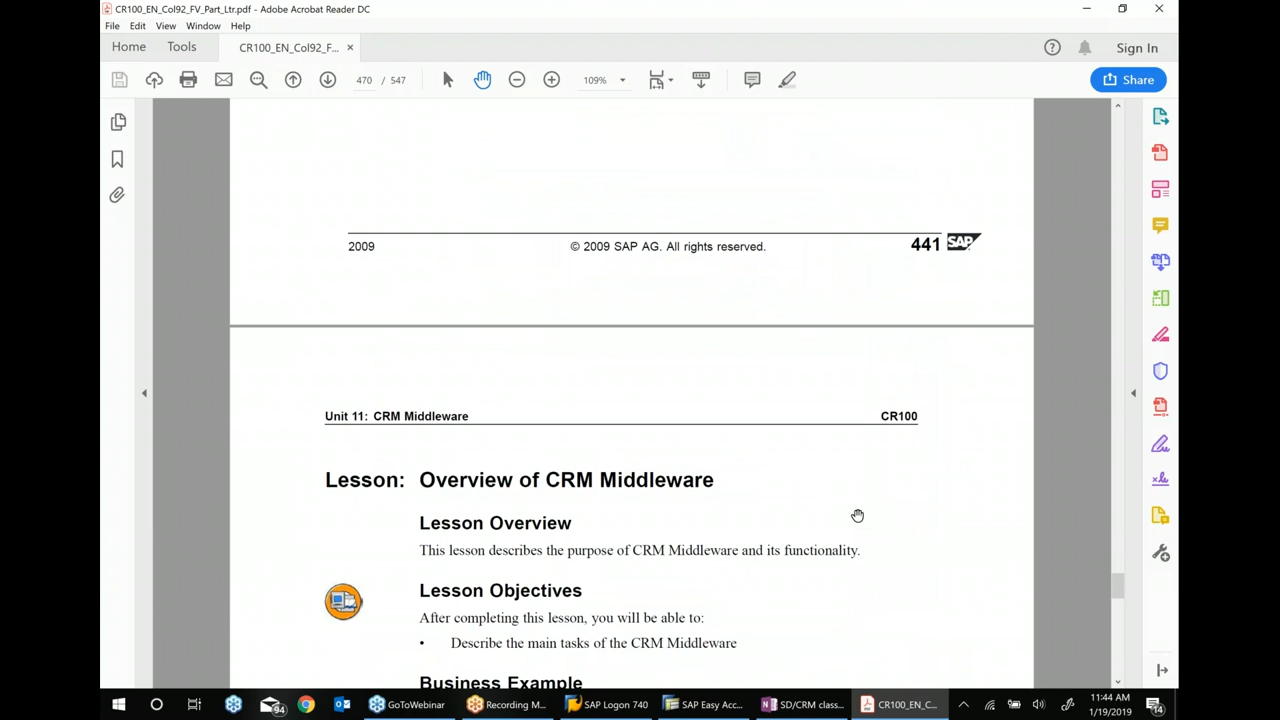 CR100_EN_Col92_FV_Part_Ltr.pdf - Adobe Acrobat Reader DC
File Edit View Window Help
Home Tools CR100_EN_Col92_F... × Sign In
470 / 547 109% Share
2009 © 2009 SAP AG. All rights reserved. 441 SAP
Unit 11: CRM Middleware CR100
Lesson: Overview of CRM Middleware
Lesson Overview
This lesson describes the purpose of CRM Middleware and its functionality.
Lesson Objectives
After completing this lesson, you will be able to:
• Describe the main tasks of the CRM Middleware
Business Example
94 GoToWebinar Recording M... SAP Logon 740 SAP Easy Acc... SD/CRM class... CR100_EN_C... 11:44 AM
1/19/2019 14